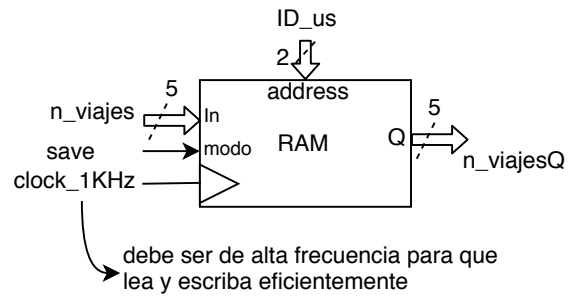 ID_us
2
address
5
n_viajes
In
RAM
Q
5
n_viajesQ
save
modo
clock_1KHz
debe ser de alta frecuencia para que
lea y escriba eficientemente